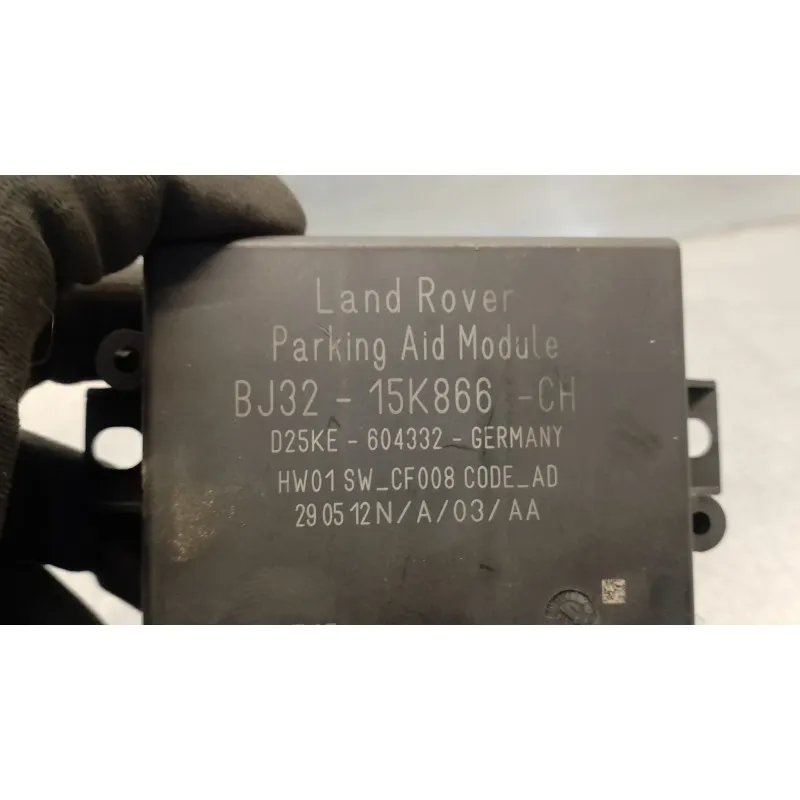 Land Rover
Parking Aid Module
BJ32 - 15K866 -CH
D25KE - 604332 - GERMANY
HW01 SW_CF008 CODE_AD
29 05 12 N/A/03/AA